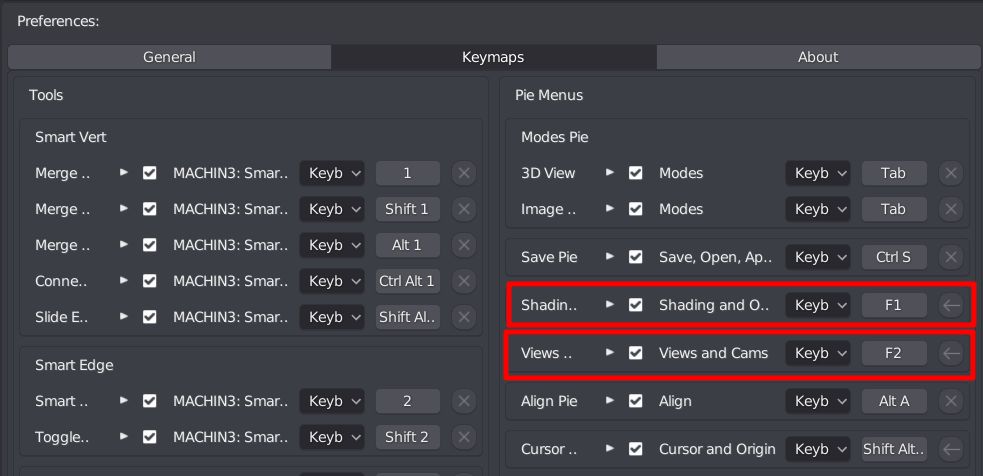 Preferences:
General Keymaps About
Tools
Smart Vert
Merge .. MACHIN3: Smar.. Keyb 1
Merge .. MACHIN3: Smar.. Keyb Shift 1
Merge .. MACHIN3: Smar.. Keyb Alt 1
Conne.. MACHIN3: Smar.. Keyb Ctrl Alt 1
Slide E.. MACHIN3: Smar.. Keyb Shift Al..
Smart Edge
Smart .. MACHIN3: Smar.. Keyb 2
Toggle.. MACHIN3: Smar.. Keyb Shift 2
Pie Menus
Modes Pie
3D View Modes Keyb Tab
Image .. Modes Keyb Tab
Save Pie Save, Open, Ap.. Keyb Ctrl S
Shadin.. Shading and O.. Keyb F1
Views .. Views and Cams Keyb F2
Align Pie Align Keyb Alt A
Cursor .. Cursor and Origin Keyb Shift Alt..